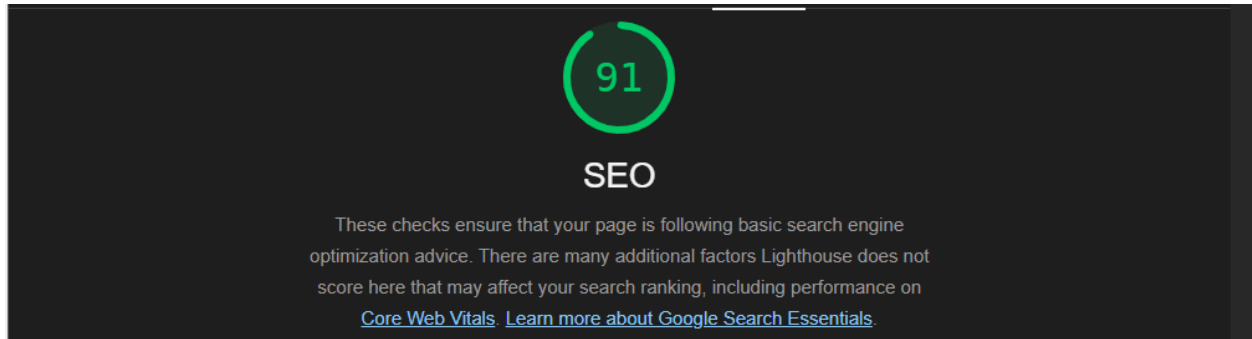 91
SEO
These checks ensure that your page is following basic search engine
optimization advice. There are many additional factors Lighthouse does not
score here that may affect your search ranking, including performance on
Core Web Vitals. Learn more about Google Search Essentials.